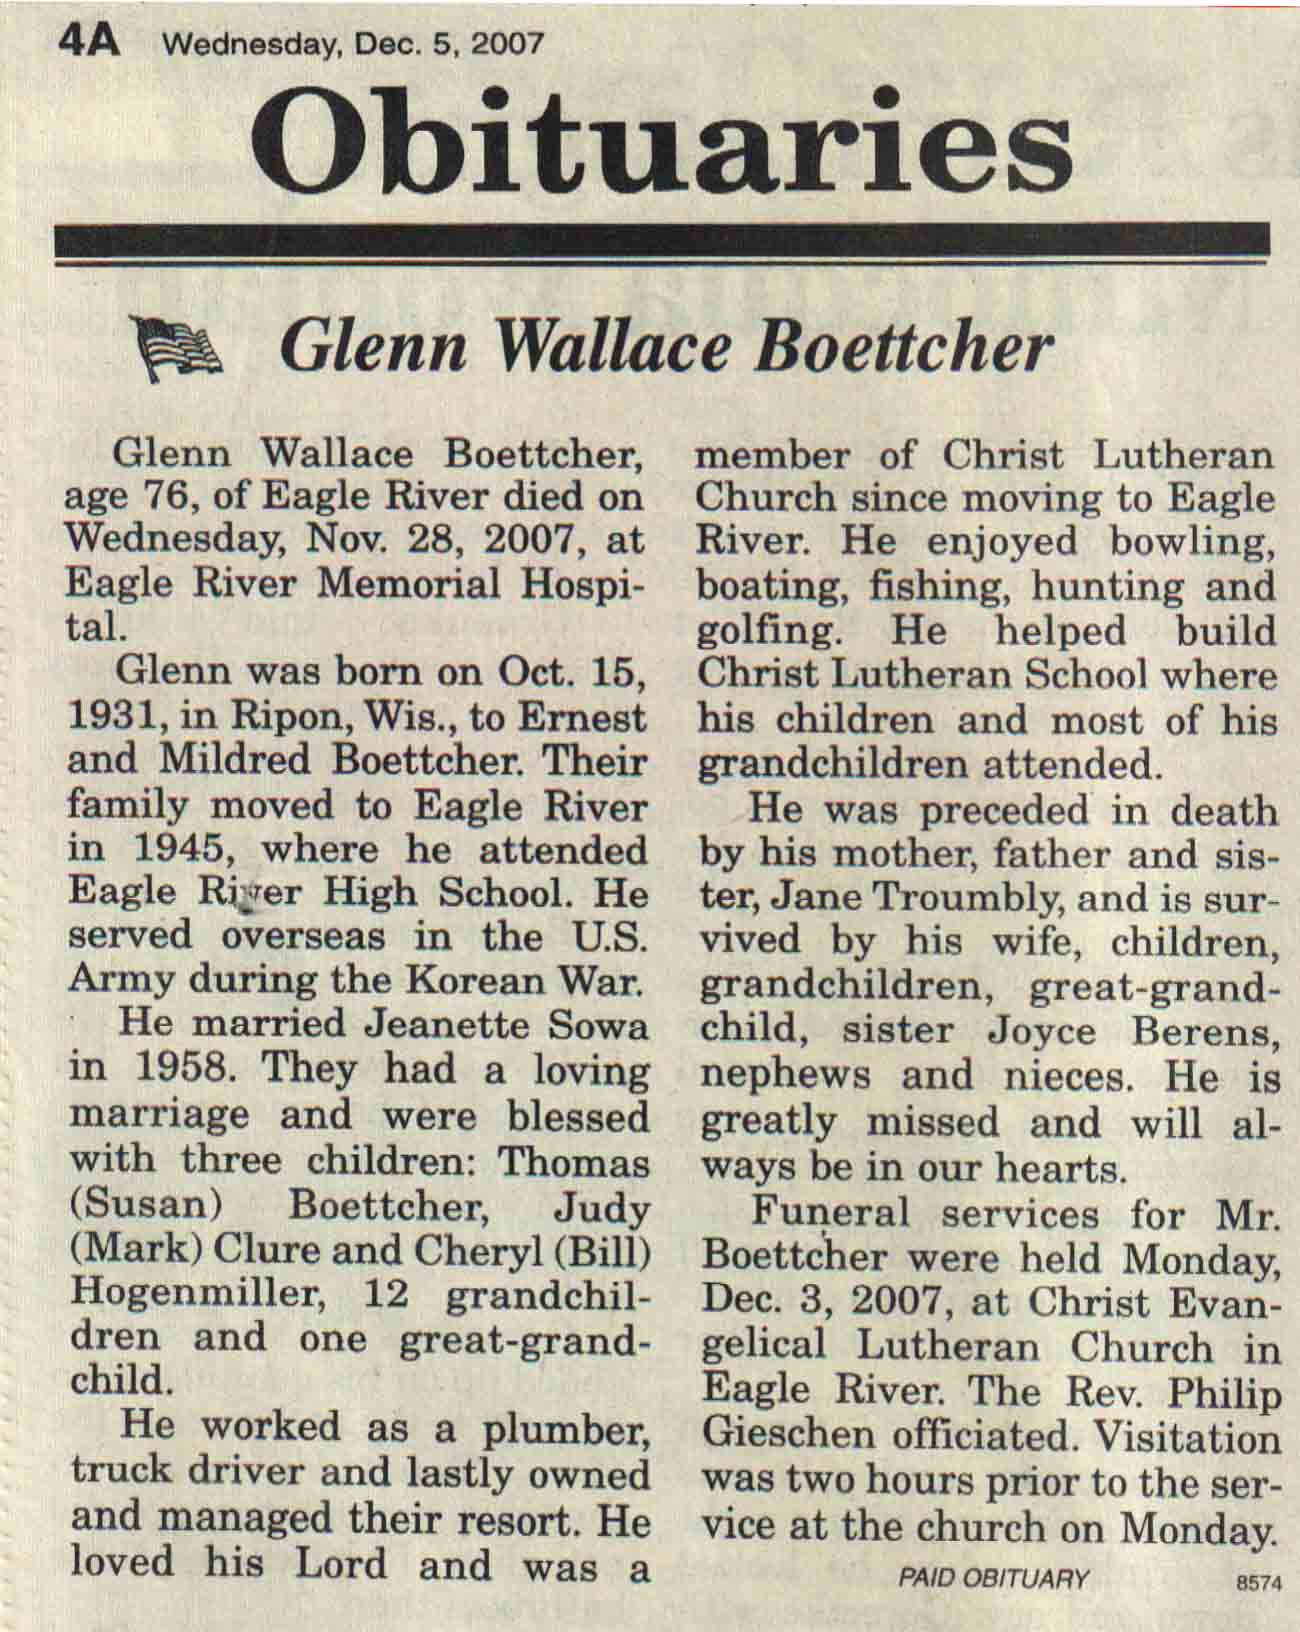 4A Wednesday, Dec. 5, 2007
Obituaries
Glenn Wallace Boettcher
Glenn Wallace Boettcher,
age 76, of Eagle River died on
Wednesday, Nov. 28, 2007, at
Eagle River Memorial Hospi-
tal.
Glenn was born on Oct. 15,
1931, in Ripon, Wis., to Ernest
and Mildred Boettcher. Their
family moved to Eagle River
in 1945, where he attended
Eagle River High School. He
served overseas in the U.S.
Army during the Korean War.
He married Jeanette Sowa
in 1958. They had a loving
marriage and were blessed
with three children: Thomas
(Susan) Boettcher, Judy
(Mark) Clure and Cheryl (Bill)
Hogenmiller, 12 grandchil-
dren and one great-grand-
child.
He worked as a plumber,
truck driver and lastly owned
and managed their resort. He
loved his Lord and was a
member of Christ Lutheran
Church since moving to Eagle
River. He enjoyed bowling,
boating, fishing, hunting and
golfing. He helped build
Christ Lutheran School where
his children and most of his
grandchildren attended.
He was preceded in death
by his mother, father and sis-
ter, Jane Troumbly, and is sur-
vived by his wife, children,
grandchildren, great-grand-
child, sister Joyce Berens,
nephews and nieces. He is
greatly missed and will al-
ways be in our hearts.
Funeral services for Mr.
Boettcher were held Monday,
Dec. 3, 2007, at Christ Evan-
gelical Lutheran Church in
Eagle River. The Rev. Philip
Gieschen officiated. Visitation
was two hours prior to the ser-
vice at the church on Monday.
PAID OBITUARY 8574